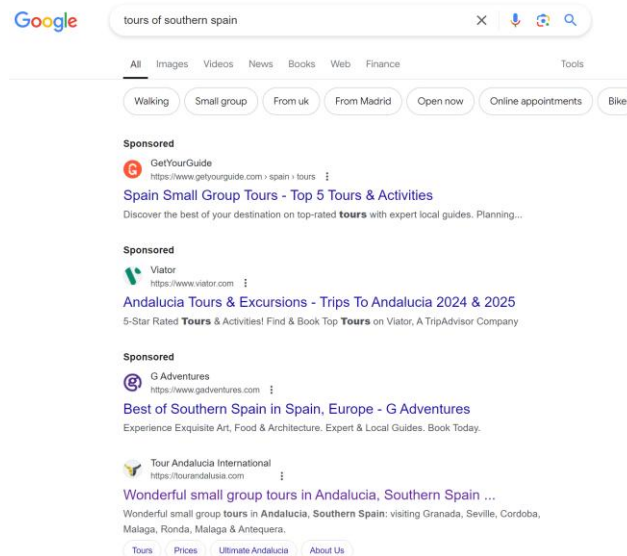 Google
tours of southern spain
All Images Videos News Books Web Finance Tools
Walking Small group From uk From Madrid Open now Online appointments Bike
Sponsored
GetYourGuide
https://www.getyourguide.com › spain › tours
Spain Small Group Tours - Top 5 Tours & Activities
Discover the best of your destination on top-rated tours with expert local guides. Planning...
Sponsored
Viator
https://www.viator.com
Andalucia Tours & Excursions - Trips To Andalucia 2024 & 2025
5-Star Rated Tours & Activities! Find & Book Top Tours on Viator, A TripAdvisor Company
Sponsored
G Adventures
https://www.gadventures.com
Best of Southern Spain in Spain, Europe - G Adventures
Experience Exquisite Art, Food & Architecture. Expert & Local Guides. Book Today.
Tour Andalucia International
https://tourandalusia.com
Wonderful small group tours in Andalucia, Southern Spain ...
Wonderful small group tours in Andalucia, Southern Spain: visiting Granada, Seville, Cordoba,
Malaga, Ronda, Malaga & Antequera.
Tours Prices Ultimate Andalucia About Us